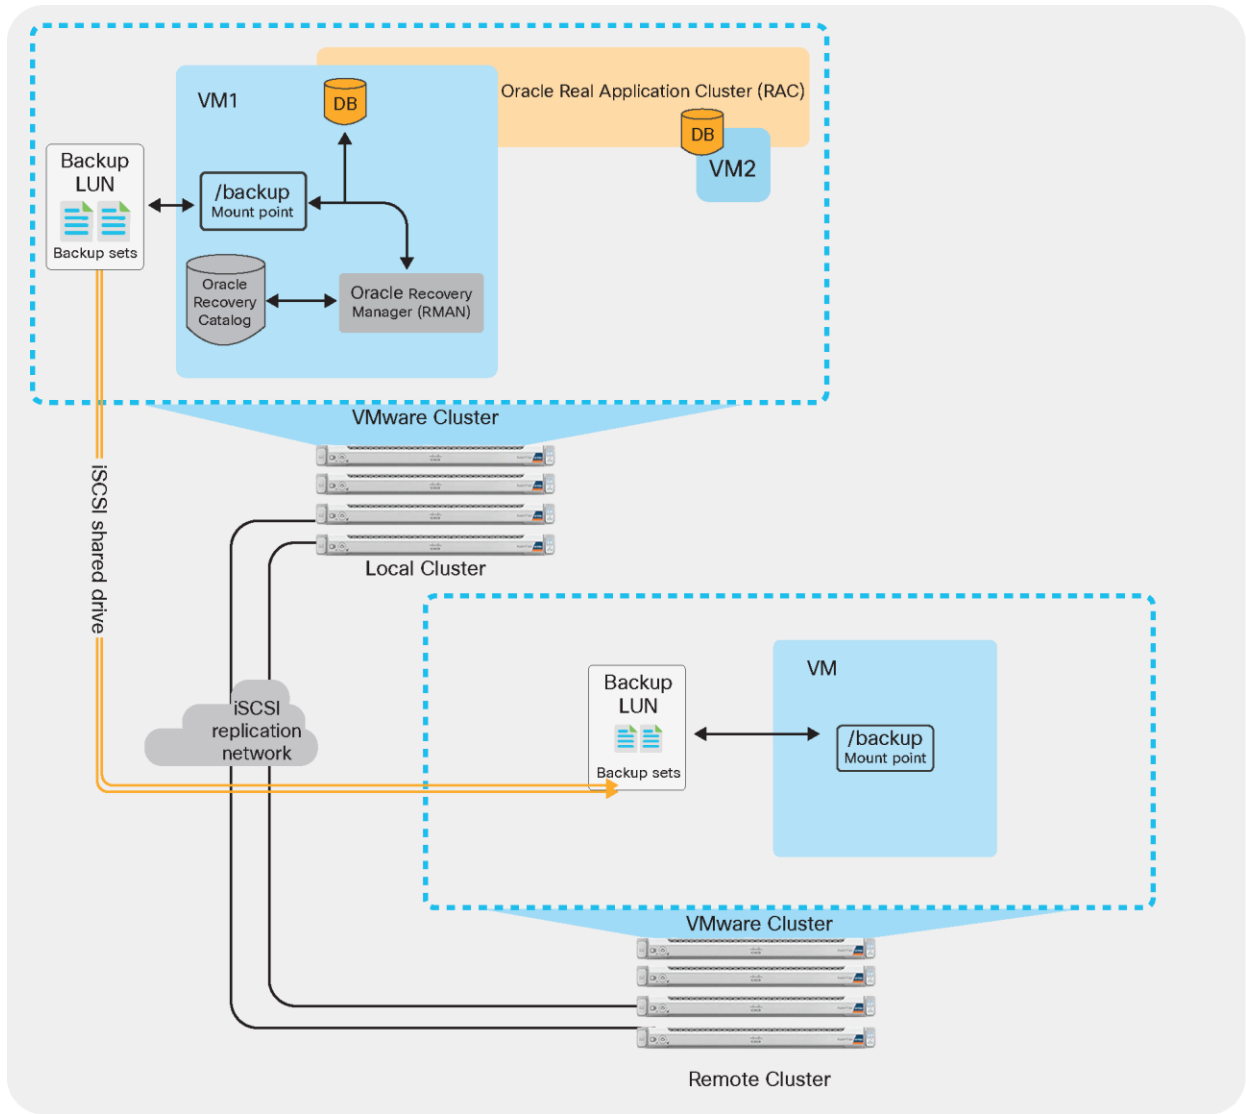 Oracle Real Application Cluster (RAC)
VM1
DB
DB
VM2
Backup
LUN
Backup sets
/backup
Mount point
Oracle
Recovery
Catalog
Oracle Recovery
Manager (RMAN)
VMware Cluster
Local Cluster
iSCSI shared drive
iSCSI
replication
network
Backup
LUN
Backup sets
VM
/backup
Mount point
VMware Cluster
Remote Cluster